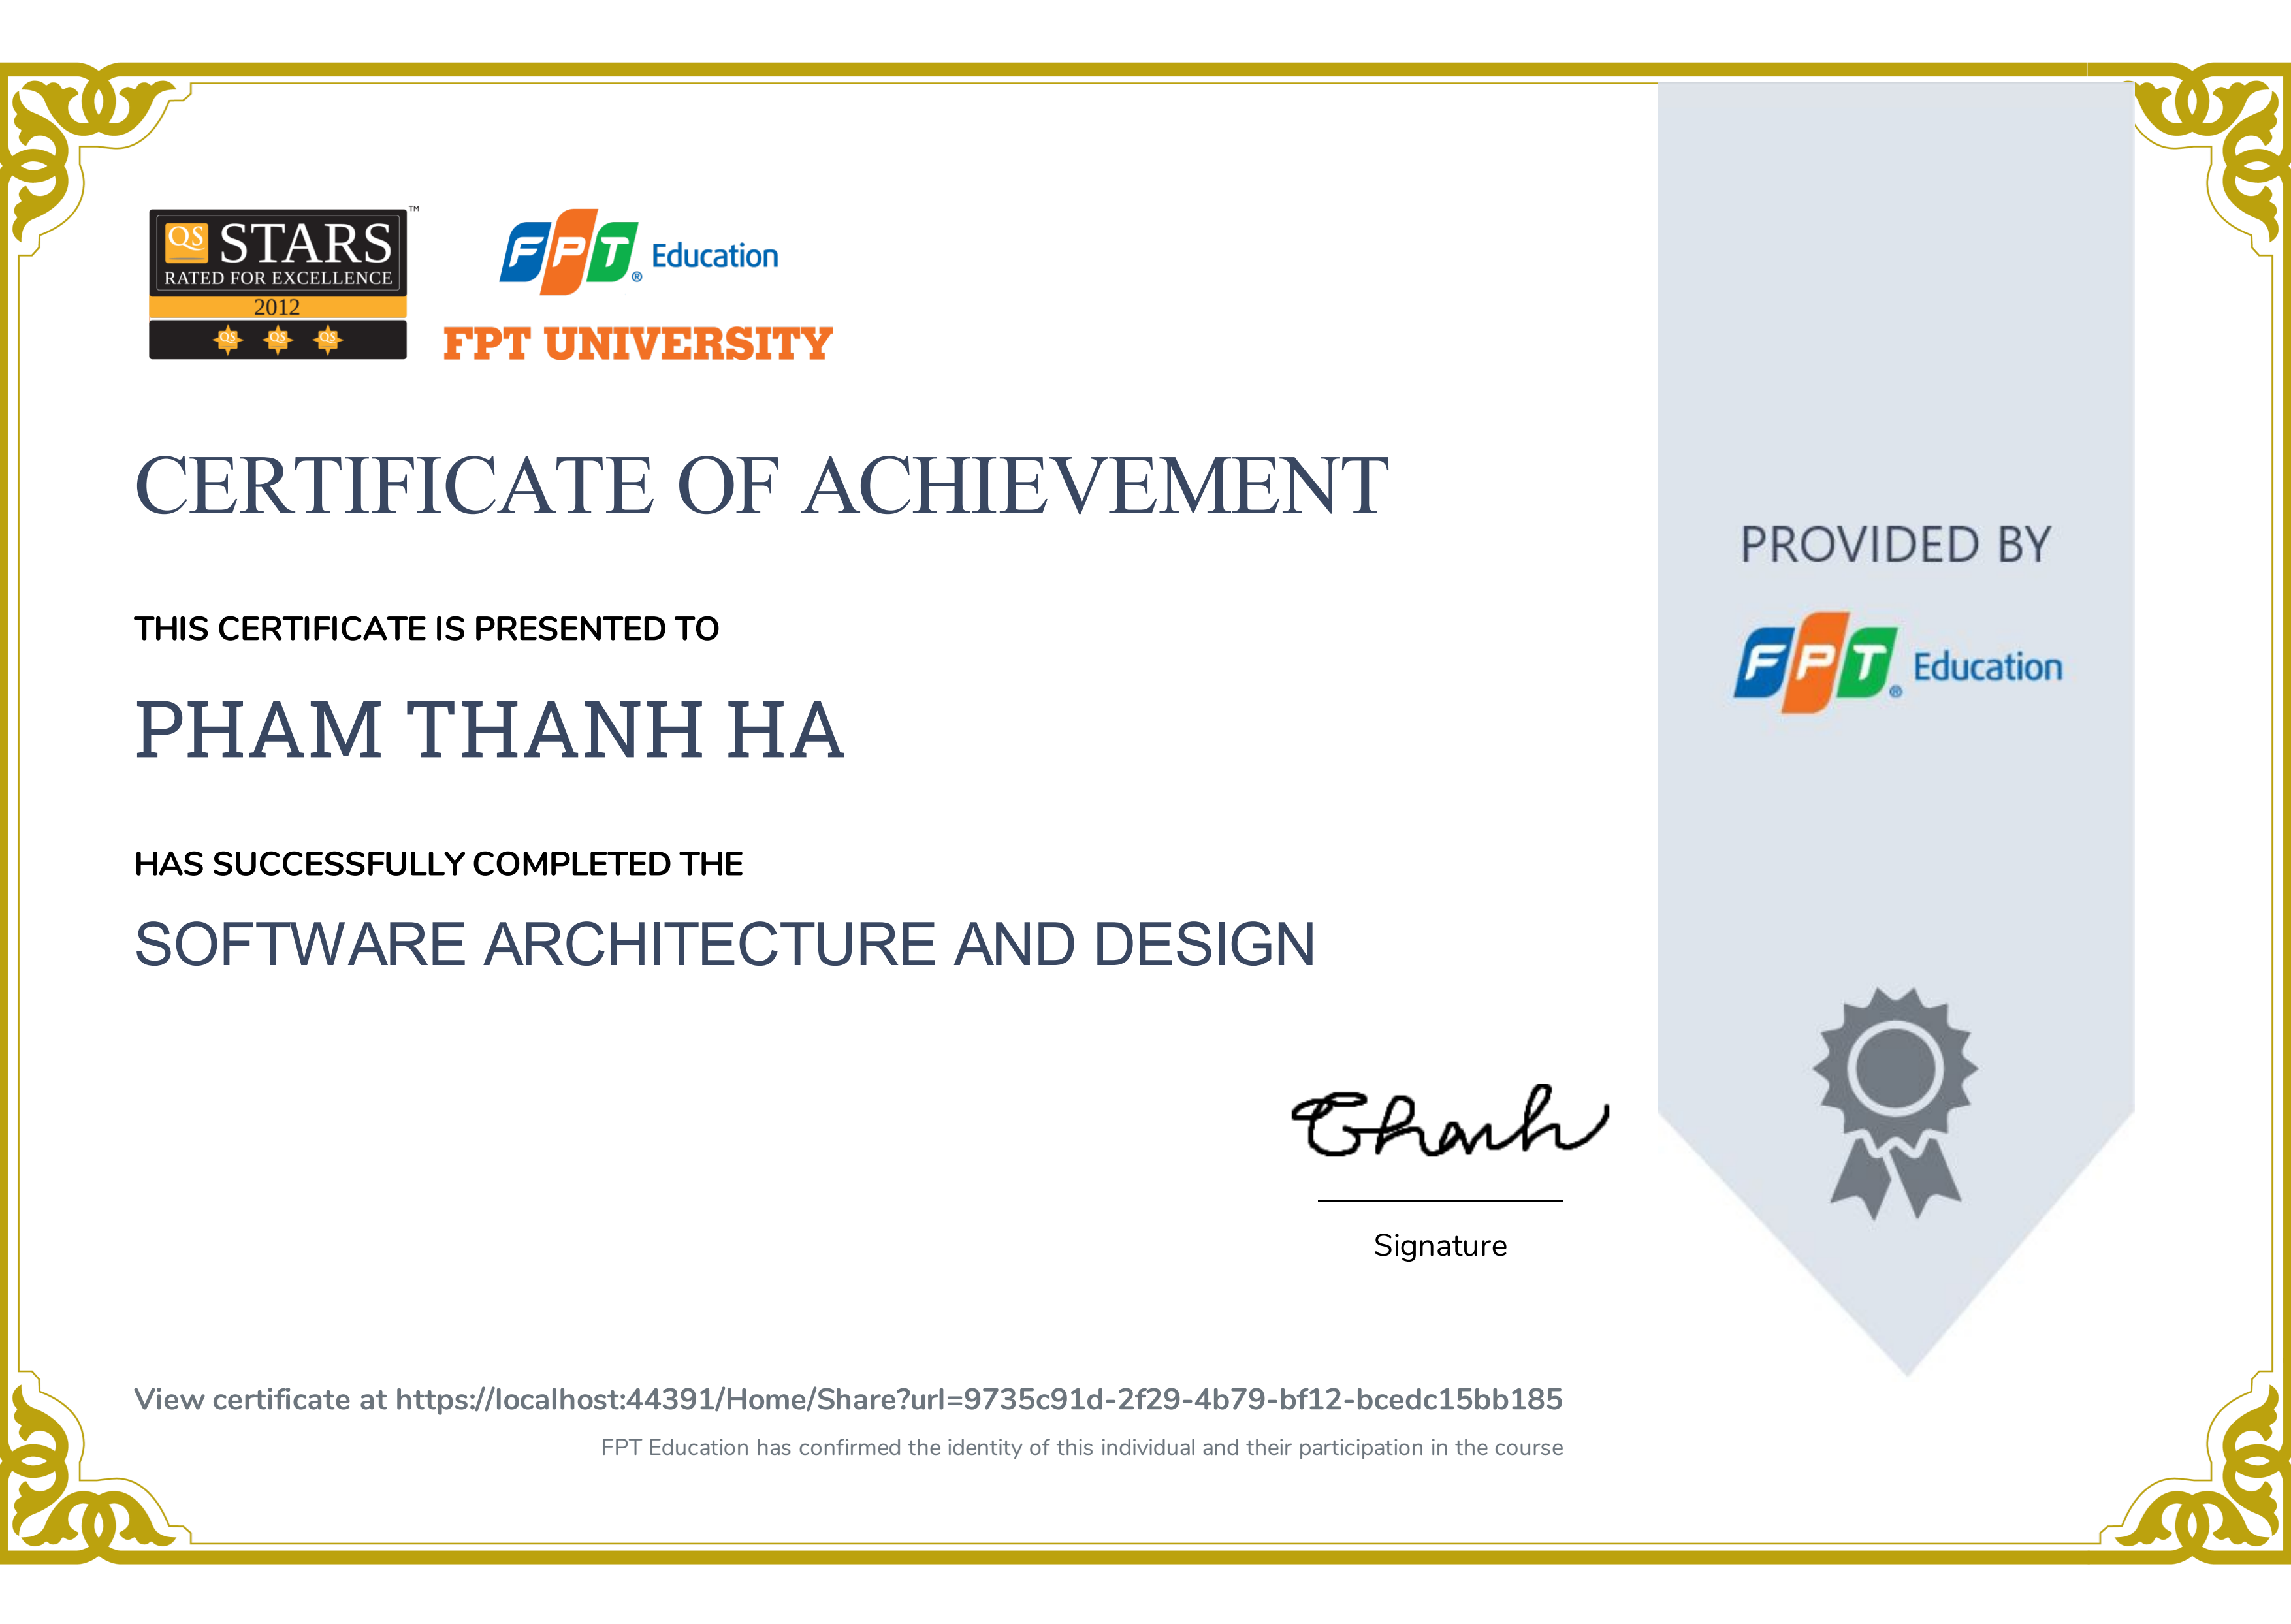 QS STARS™
RATED FOR EXCELLENCE
2012
QS QS QS
FPT® Education
FPT UNIVERSITY
CERTIFICATE OF ACHIEVEMENT
THIS CERTIFICATE IS PRESENTED TO
PHAM THANH HA
HAS SUCCESSFULLY COMPLETED THE
SOFTWARE ARCHITECTURE AND DESIGN
Thanh
Signature
View certificate at https://localhost:44391/Home/Share?url=9735c91d-2f29-4b79-bf12-bcedc15bb185
FPT Education has confirmed the identity of this individual and their participation in the course
PROVIDED BY
FPT® Education